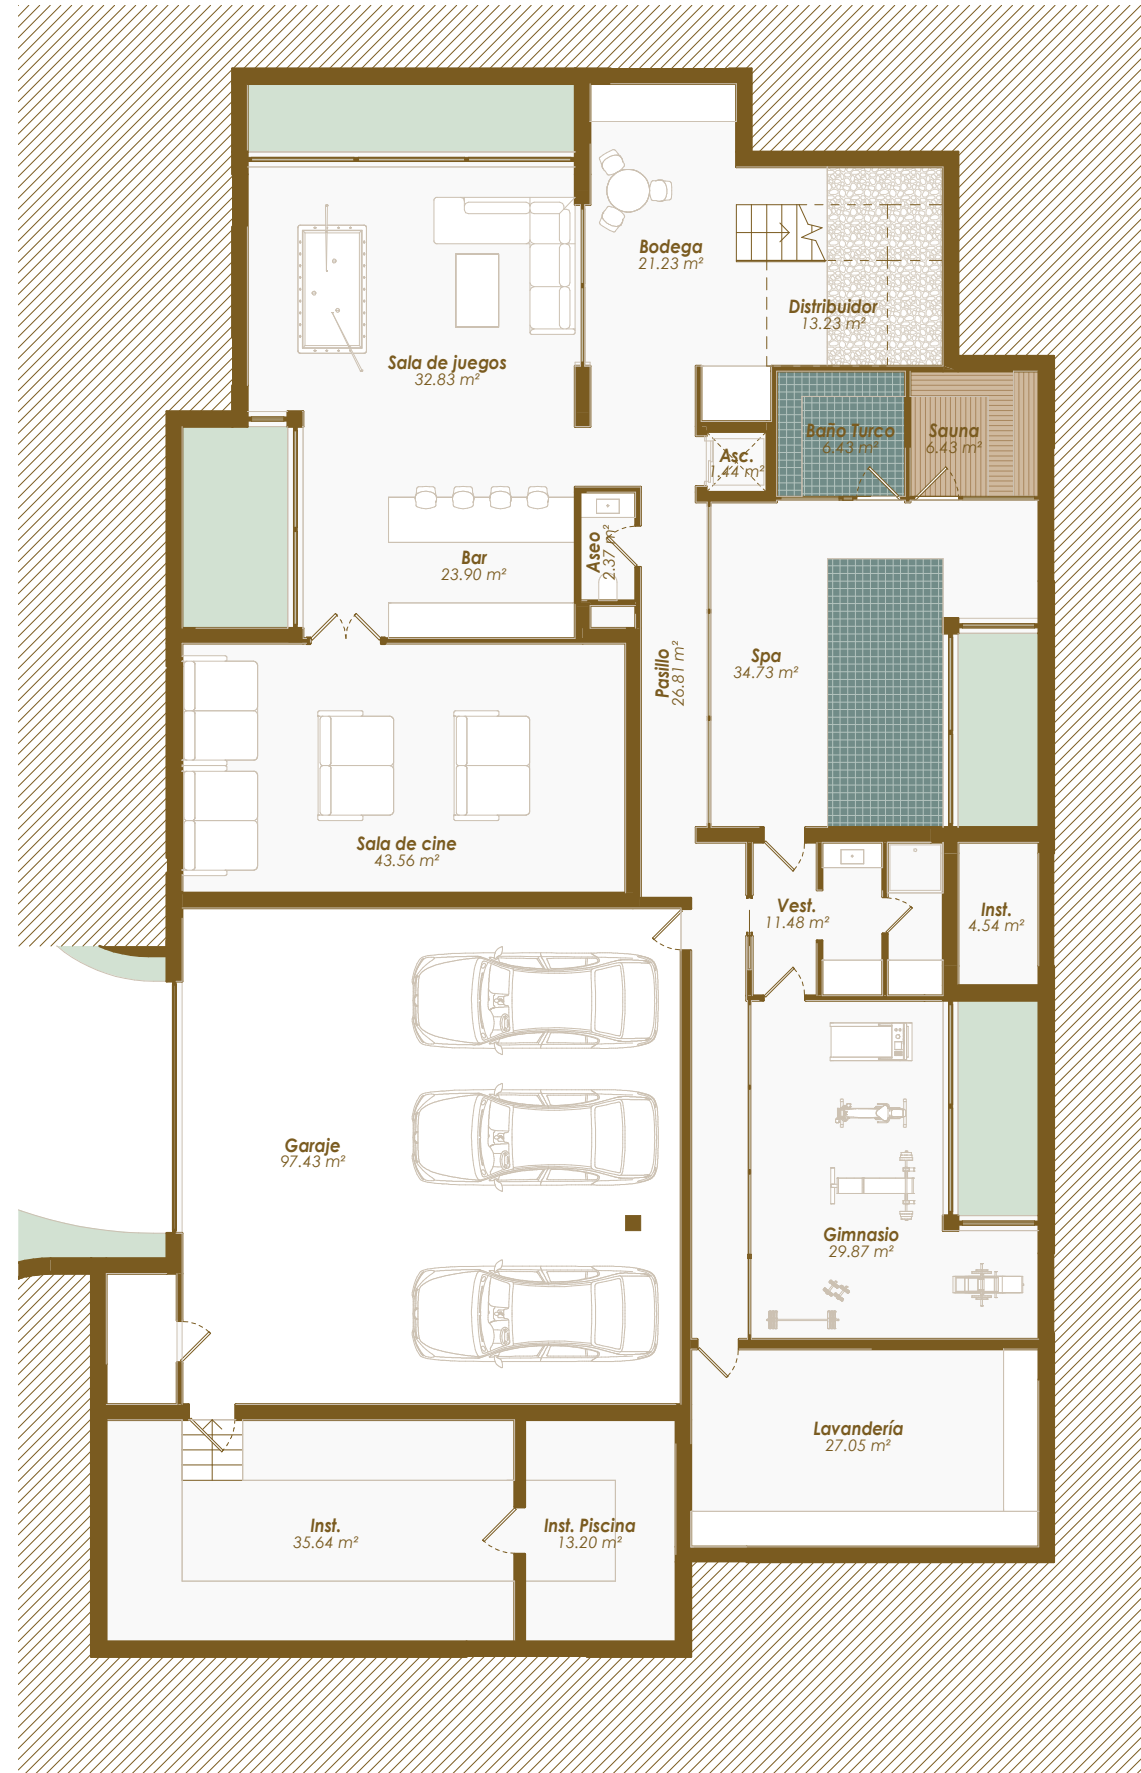 Bodega
21.23 m²
Distribuidor
13.23 m²
Sala de juegos
32.83 m²
Baño Turco
6.43 m²
Sauna
6.43 m²
Asc.
1.44 m²
Bar
23.90 m²
Aseo
2.37 m²
Pasillo
26.81 m²
Spa
34.73 m²
Sala de cine
43.56 m²
Vest.
11.48 m²
Inst.
4.54 m²
Garaje
97.43 m²
Gimnasio
29.87 m²
Lavandería
27.05 m²
Inst.
35.64 m²
Inst. Piscina
13.20 m²